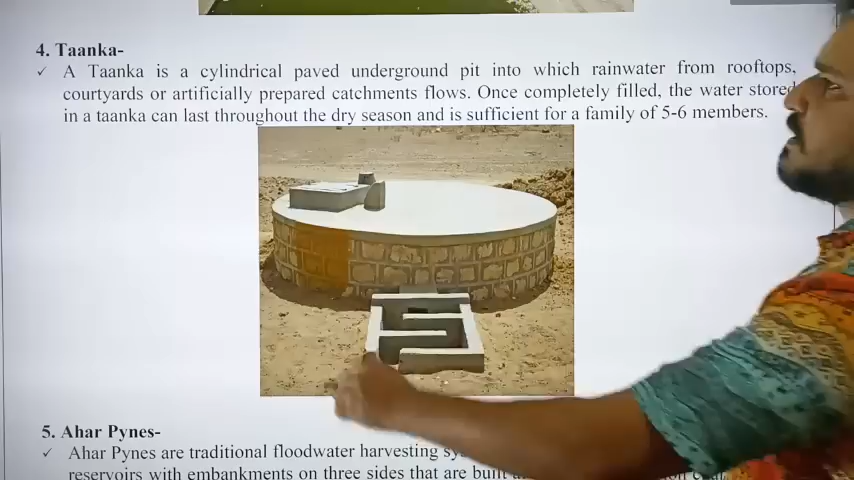 4. Taanka-
✓ A Taanka is a cylindrical paved underground pit into which rainwater from rooftops,
courtyards or artificially prepared catchments flows. Once completely filled, the water stored
in a taanka can last throughout the dry season and is sufficient for a family of 5-6 members.
5. Ahar Pynes-
✓ Ahar Pynes are traditional floodwater harvesting
reservoirs with embankments on three sides that are built